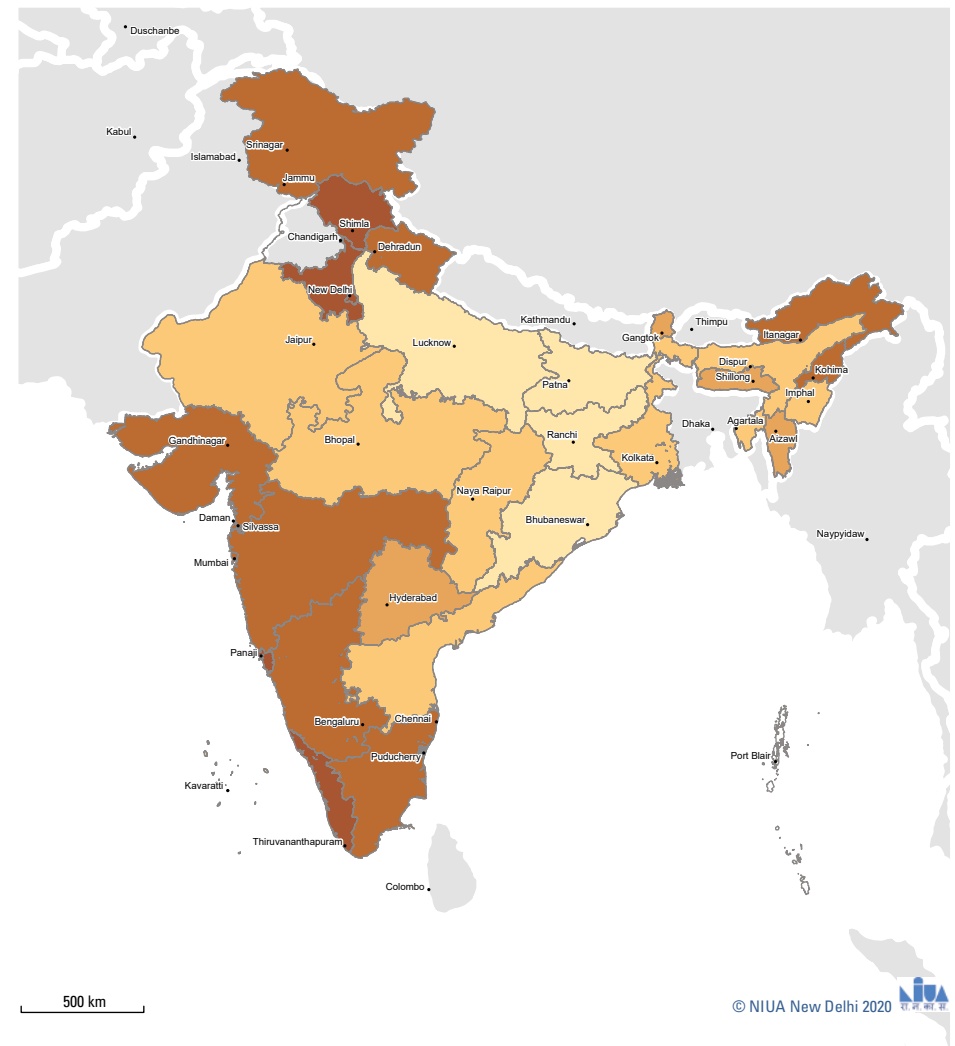 Duschanbe
Kabul
Islamabad
Srinagar
Jammu
Shimla
Chandigarh
Dehradun
New Delhi
Kathmandu
Thimpu
Gangtok
Itanagar
Jaipur
Lucknow
Dispur
Kohima
Shillong
Patna
Imphal
Agartala
Dhaka
Gandhinagar
Bhopal
Ranchi
Aizawl
Kolkata
Naya Raipur
Daman
Silvassa
Bhubaneswar
Naypyidaw
Mumbai
Hyderabad
Panaji
Bengaluru
Chennai
Puducherry
Port Blair
Kavaratti
Thiruvananthapuram
Colombo
500 km
© NIUA New Delhi 2020
NIUA
रा. न. का. सं.